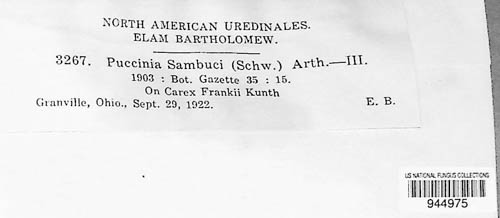 NORTH AMERICAN UREDINALES.
ELAM BARTHOLOMEW.
3267. Puccinia Sambuci (Schw.) Arth.—III.
1903 : Bot. Gazette 35 : 15.
On Carex Frankii Kunth
Granville, Ohio., Sept. 29, 1922. E. B.
US NATIONAL FUNGUS COLLECTIONS
944975